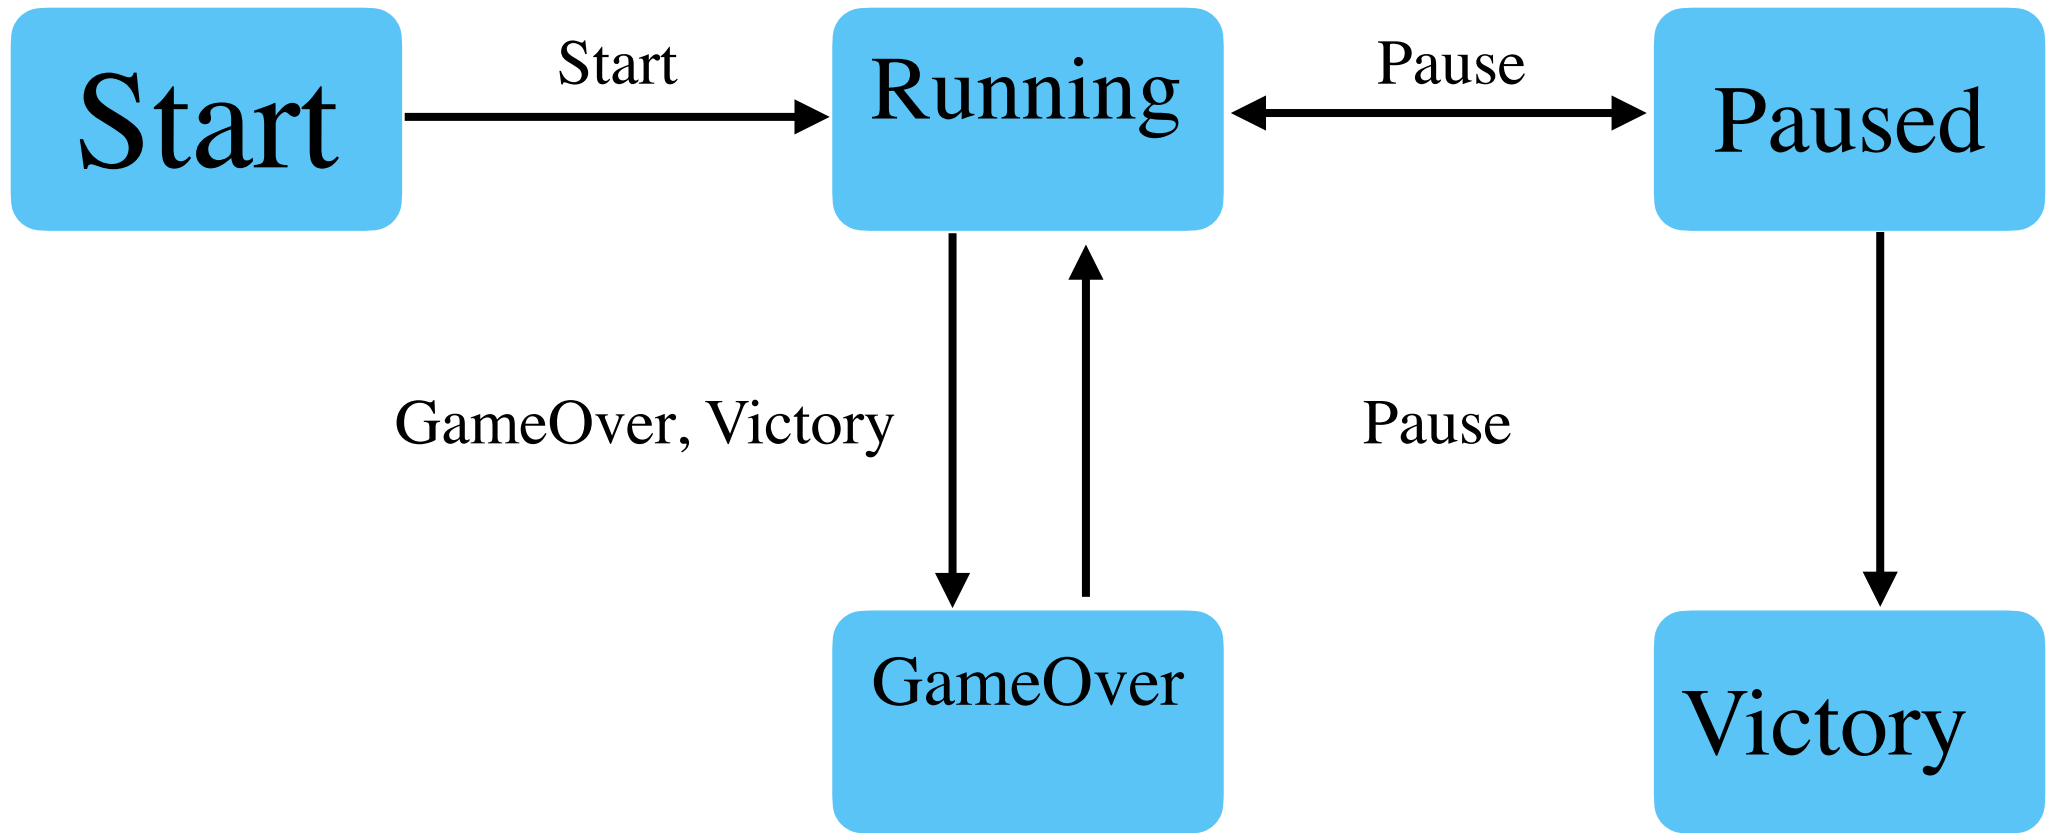 Start
Start
Running
Pause
Paused
GameOver, Victory
Pause
GameOver
Victory